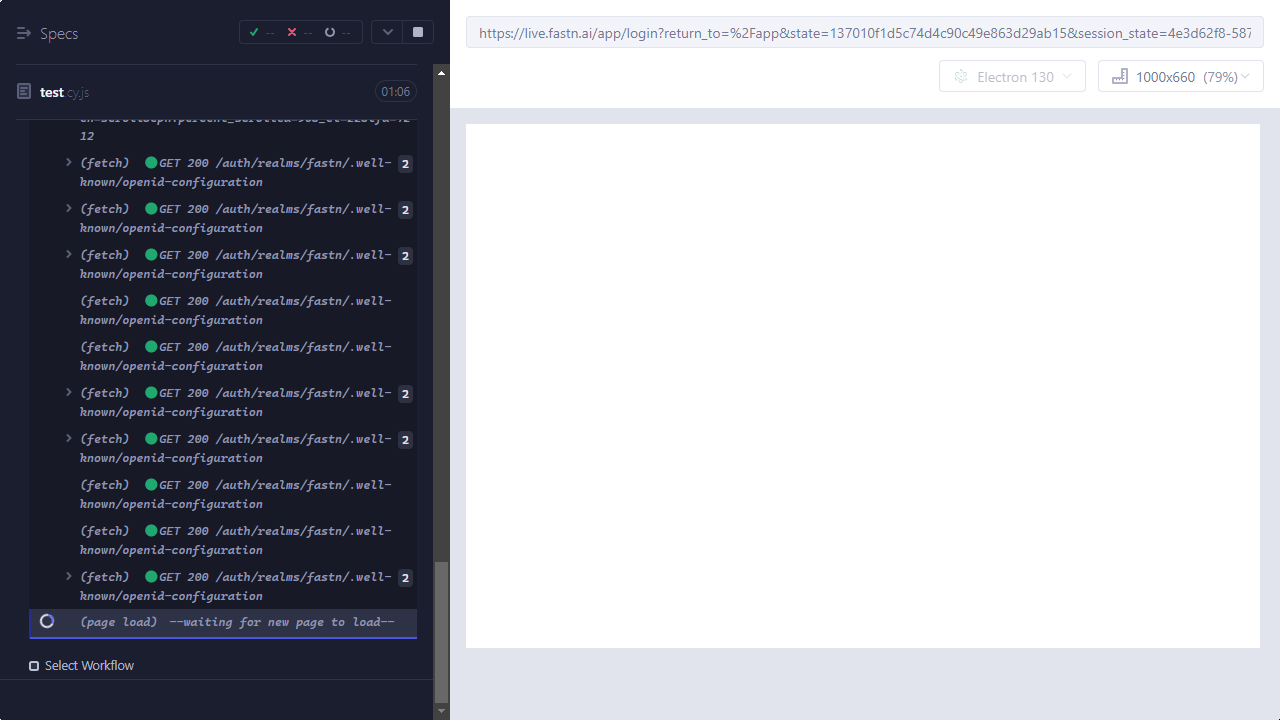 Specs
-- -- --
https://live.fastn.ai/app/login?return_to=%2Fapp&state=137010f1d5c74d4c90c49e863d29ab15&session_state=4e3d62f8-587
Electron 130
1000x660 (79%)
test.cy.js
01:06
12
(fetch) GET 200 /auth/realms/fastn/.well-
known/openid-configuration
2
(fetch) GET 200 /auth/realms/fastn/.well-
known/openid-configuration
2
(fetch) GET 200 /auth/realms/fastn/.well-
known/openid-configuration
2
(fetch) GET 200 /auth/realms/fastn/.well-
known/openid-configuration
(fetch) GET 200 /auth/realms/fastn/.well-
known/openid-configuration
(fetch) GET 200 /auth/realms/fastn/.well-
known/openid-configuration
2
(fetch) GET 200 /auth/realms/fastn/.well-
known/openid-configuration
2
(fetch) GET 200 /auth/realms/fastn/.well-
known/openid-configuration
(fetch) GET 200 /auth/realms/fastn/.well-
known/openid-configuration
(fetch) GET 200 /auth/realms/fastn/.well-
known/openid-configuration
2
(page load) --waiting for new page to load--
Select Workflow